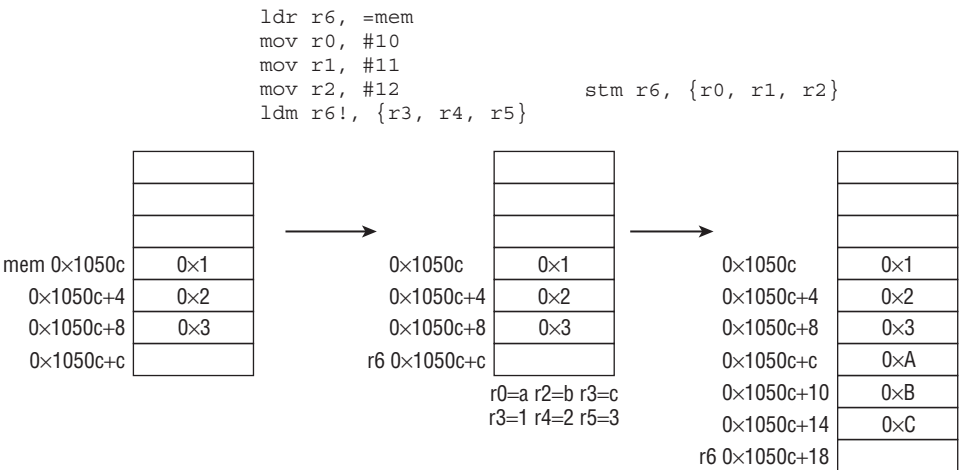 ldr r6, =mem
mov r0, #10
mov r1, #11
mov r2, #12
ldm r6!, {r3, r4, r5}
stm r6, {r0, r1, r2}
mem 0×1050c 0×1
0×1050c+4 0×2
0×1050c+8 0×3
0×1050c+c
0×1050c 0×1
0×1050c+4 0×2
0×1050c+8 0×3
r6 0×1050c+c
r0=a r2=b r3=c
r3=1 r4=2 r5=3
0×1050c 0×1
0×1050c+4 0×2
0×1050c+8 0×3
0×1050c+c 0×A
0×1050c+10 0×B
0×1050c+14 0×C
r6 0×1050c+18